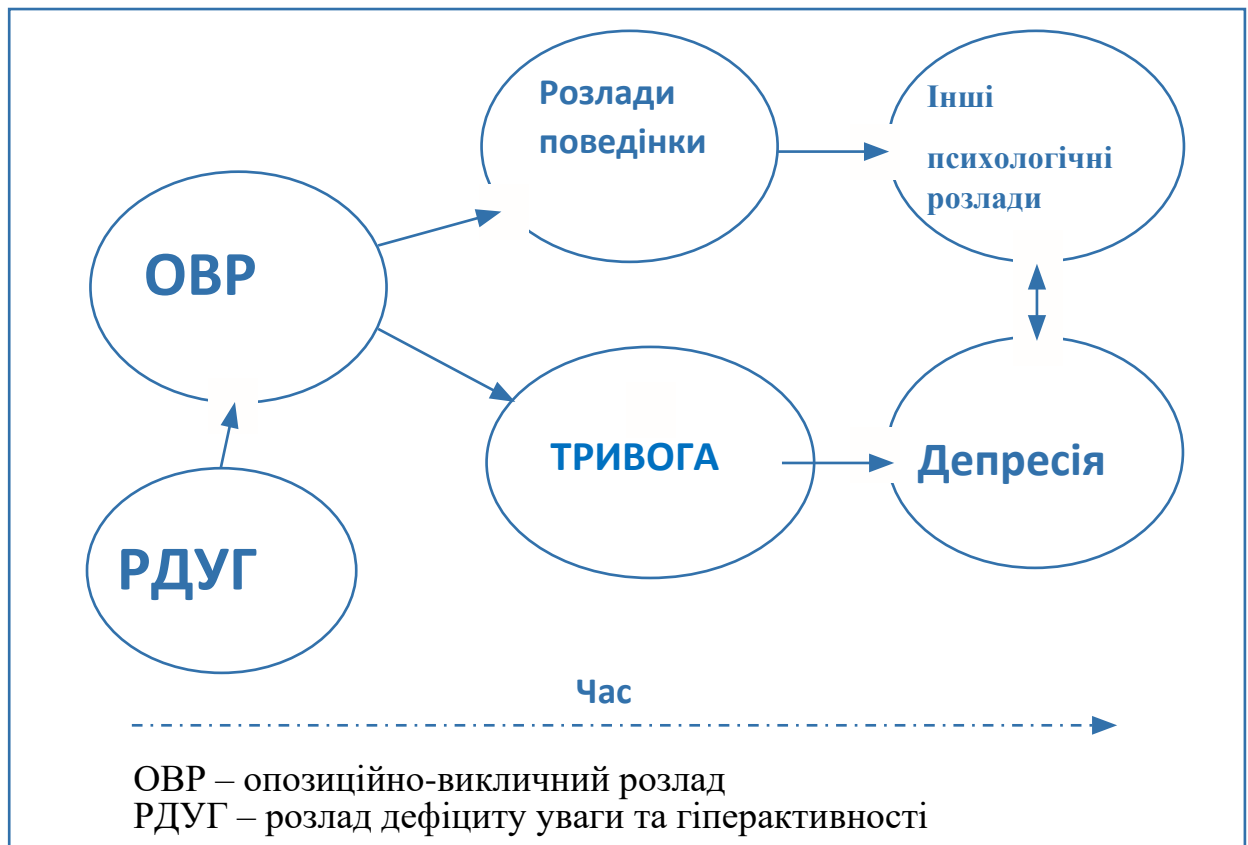 Розлади
поведінки
Інші
психологічні
розлади
ОВР
ТРИВОГА
Депресія
РДУГ
Час
ОВР – опозиційно-викличний розлад
РДУГ – розлад дефіциту уваги та гіперактивності